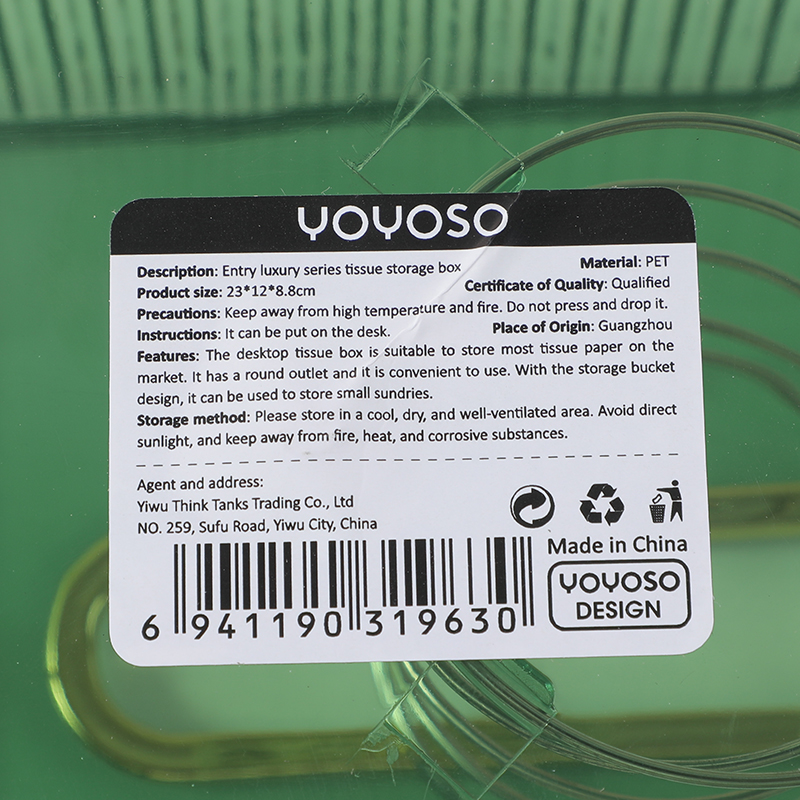 YOYOSO
Description: Entry luxury series tissue storage box Material: PET
Product size: 23*12*8.8cm Certificate of Quality: Qualified
Precautions: Keep away from high temperature and fire. Do not press and drop it.
Instructions: It can be put on the desk. Place of Origin: Guangzhou
Features: The desktop tissue box is suitable to store most tissue paper on the
market. It has a round outlet and it is convenient to use. With the storage bucket
design, it can be used to store small sundries.
Storage method: Please store in a cool, dry, and well-ventilated area. Avoid direct
sunlight, and keep away from fire, heat, and corrosive substances.
Agent and address:
Yiwu Think Tanks Trading Co., Ltd
NO. 259, Sufu Road, Yiwu City, China
Made in China
YOYOSO
DESIGN
6 941190 319630